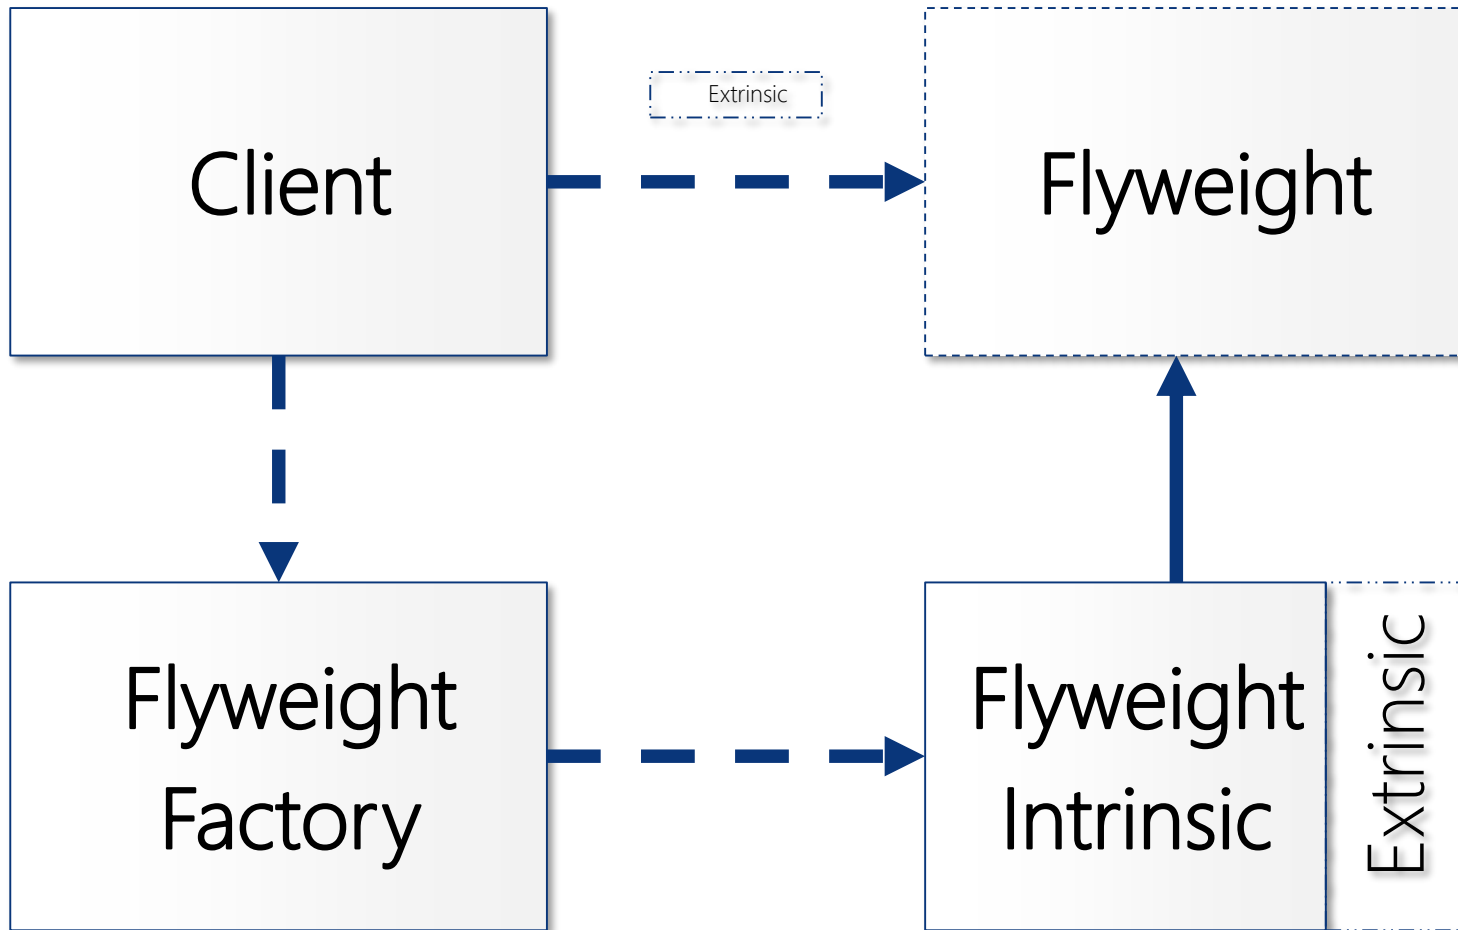 Client
Extrinsic
Flyweight
Flyweight
Factory
Flyweight
Intrinsic
Extrinsic